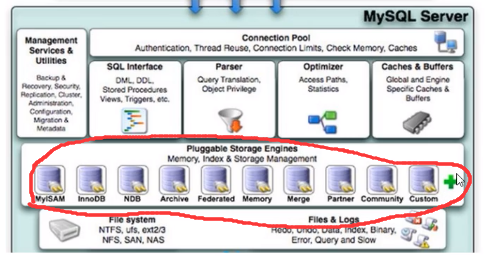 MySQL Server
Management
Services &
Utilities
Backup &
Recovery, Security,
Replication, Cluster,
Administration,
Configuration,
Migration &
Metadata
Connection Pool
Authentication, Thread Reuse, Connection Limits, Check Memory, Caches
SQL Interface
DML, DDL,
Stored Procedures
Views, Triggers, etc.
Parser
Query Translation,
Object Privilege
Optimizer
Access Paths,
Statistics
Caches & Buffers
Global and Engine
Specific Caches &
Buffers
Pluggable Storage Engines
Memory, Index & Storage Management
MyISAM InnoDB NDB Archive Federated Memory Merge Partner Community Custom
File system
NTFS, ufs, ext2/3
NFS, SAN, NAS
Files & Logs
Redo, Undo, Data, Index, Binary,
Error, Query and Slow